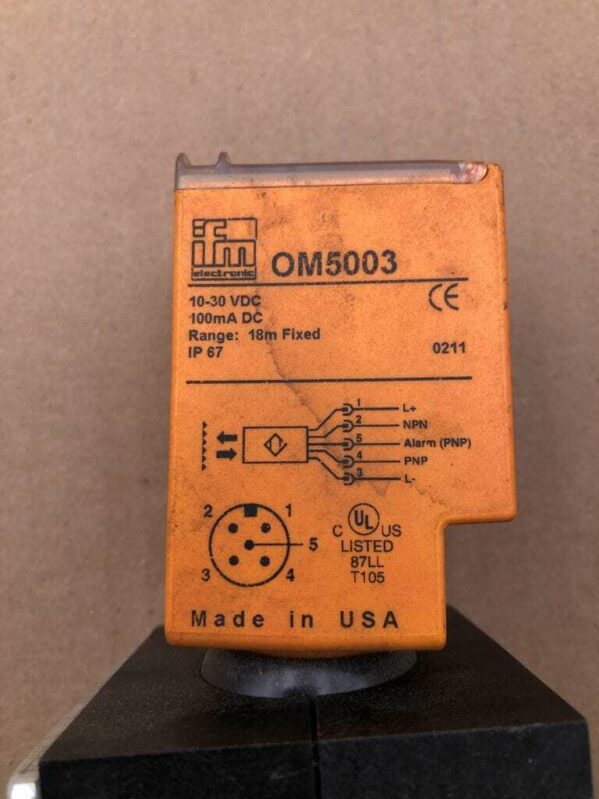 ifm
electronic
OM5003
10-30 VDC
100mA DC
Range: 18m Fixed
IP 67
CE
0211
1 L+
2 NPN
5 Alarm (PNP)
4 PNP
3 L-
2 1
5
3 4
C UL US
LISTED
87LL
T105
Made in USA